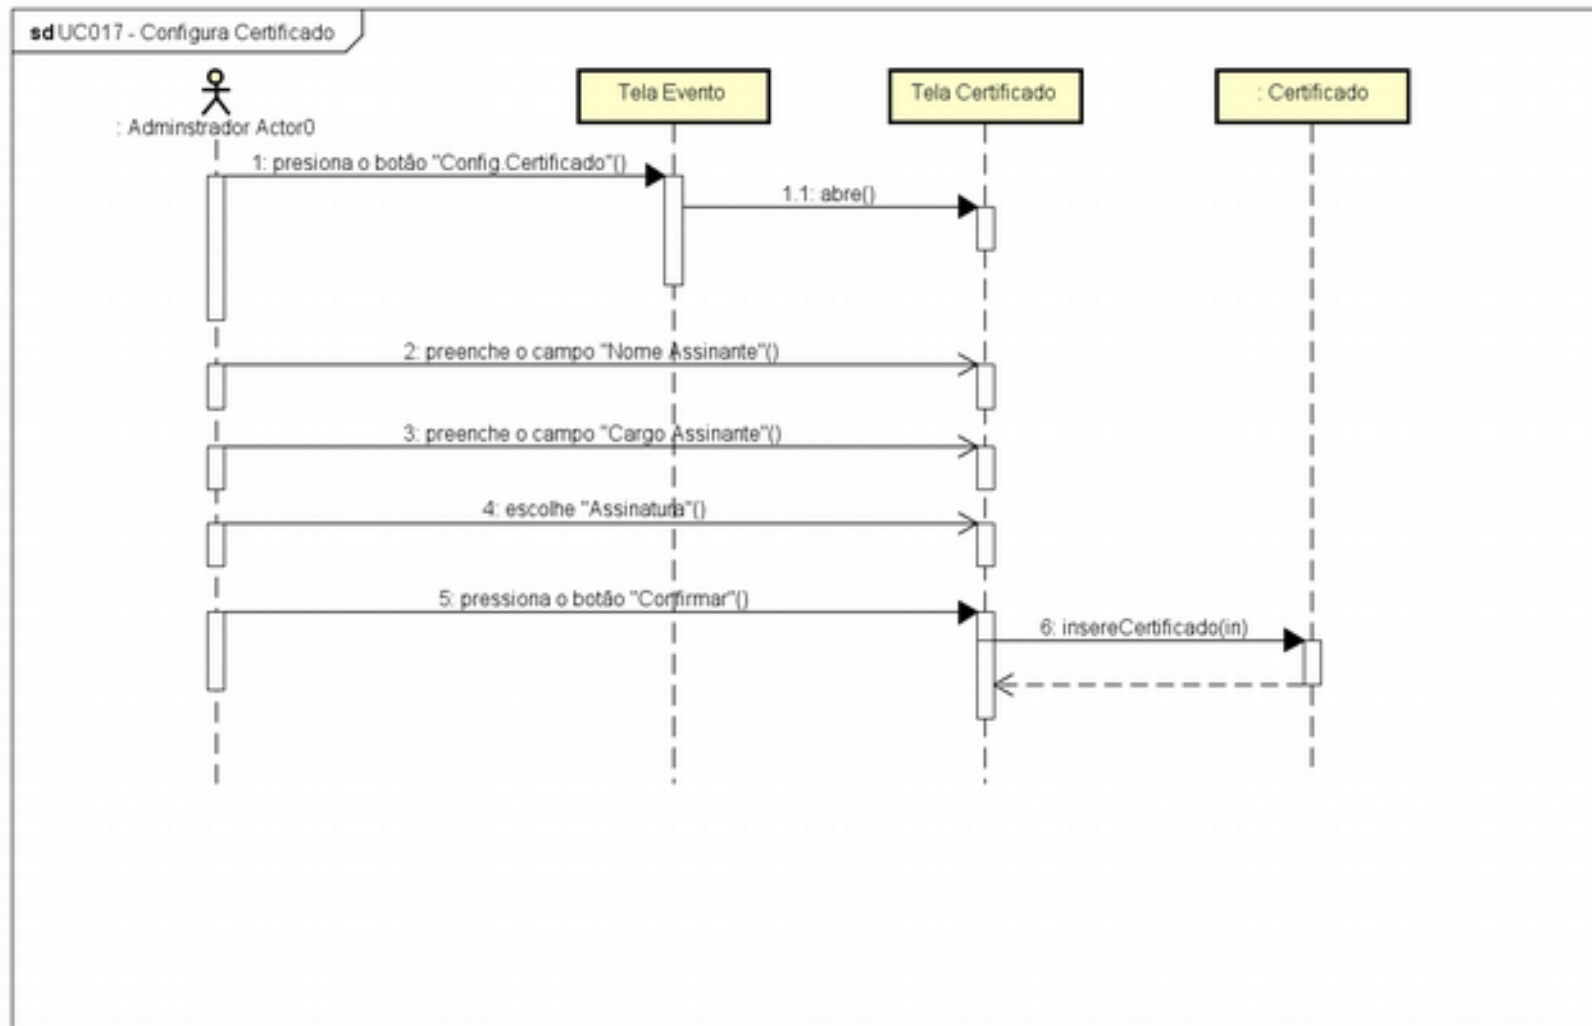 sd UC017 - Configura Certificado
Tela Evento
Tela Certificado
: Certificado
: Adminstrador Actor0
1: presiona o botão "Config.Certificado"()
1.1: abre()
2: preenche o campo "Nome Assinante"()
3: preenche o campo "Cargo Assinante"()
4: escolhe "Assinatura"()
5: pressiona o botão "Confirmar"()
6: insereCertificado(in)